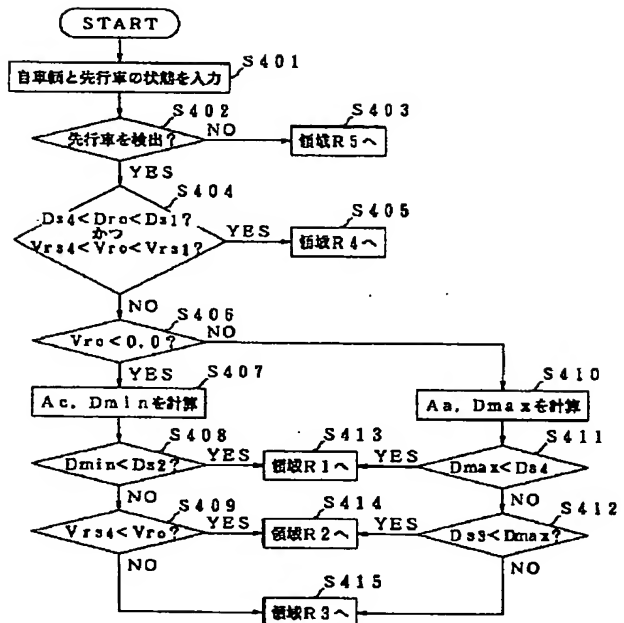 START
S401
自車輌と先行車の状態を入力
S402
先行車を検出?
NO
S403
領域R5へ
YES
S404
Ds4<Dro<Ds1?
かつ
Vrs4<Vro<Vrs1?
YES
S405
領域R4へ
NO
S406
Vro<0.0?
NO
YES
S407
Ac, Dminを計算
S410
Aa, Dmaxを計算
S408
Dmin<Ds2?
YES
S413
領域R1へ
YES
S411
Dmax<Ds4
NO
S409
Vrs4<Vro?
YES
S414
領域R2へ
YES
NO
S412
Ds3<Dmax?
NO
NO
S415
領域R3へ